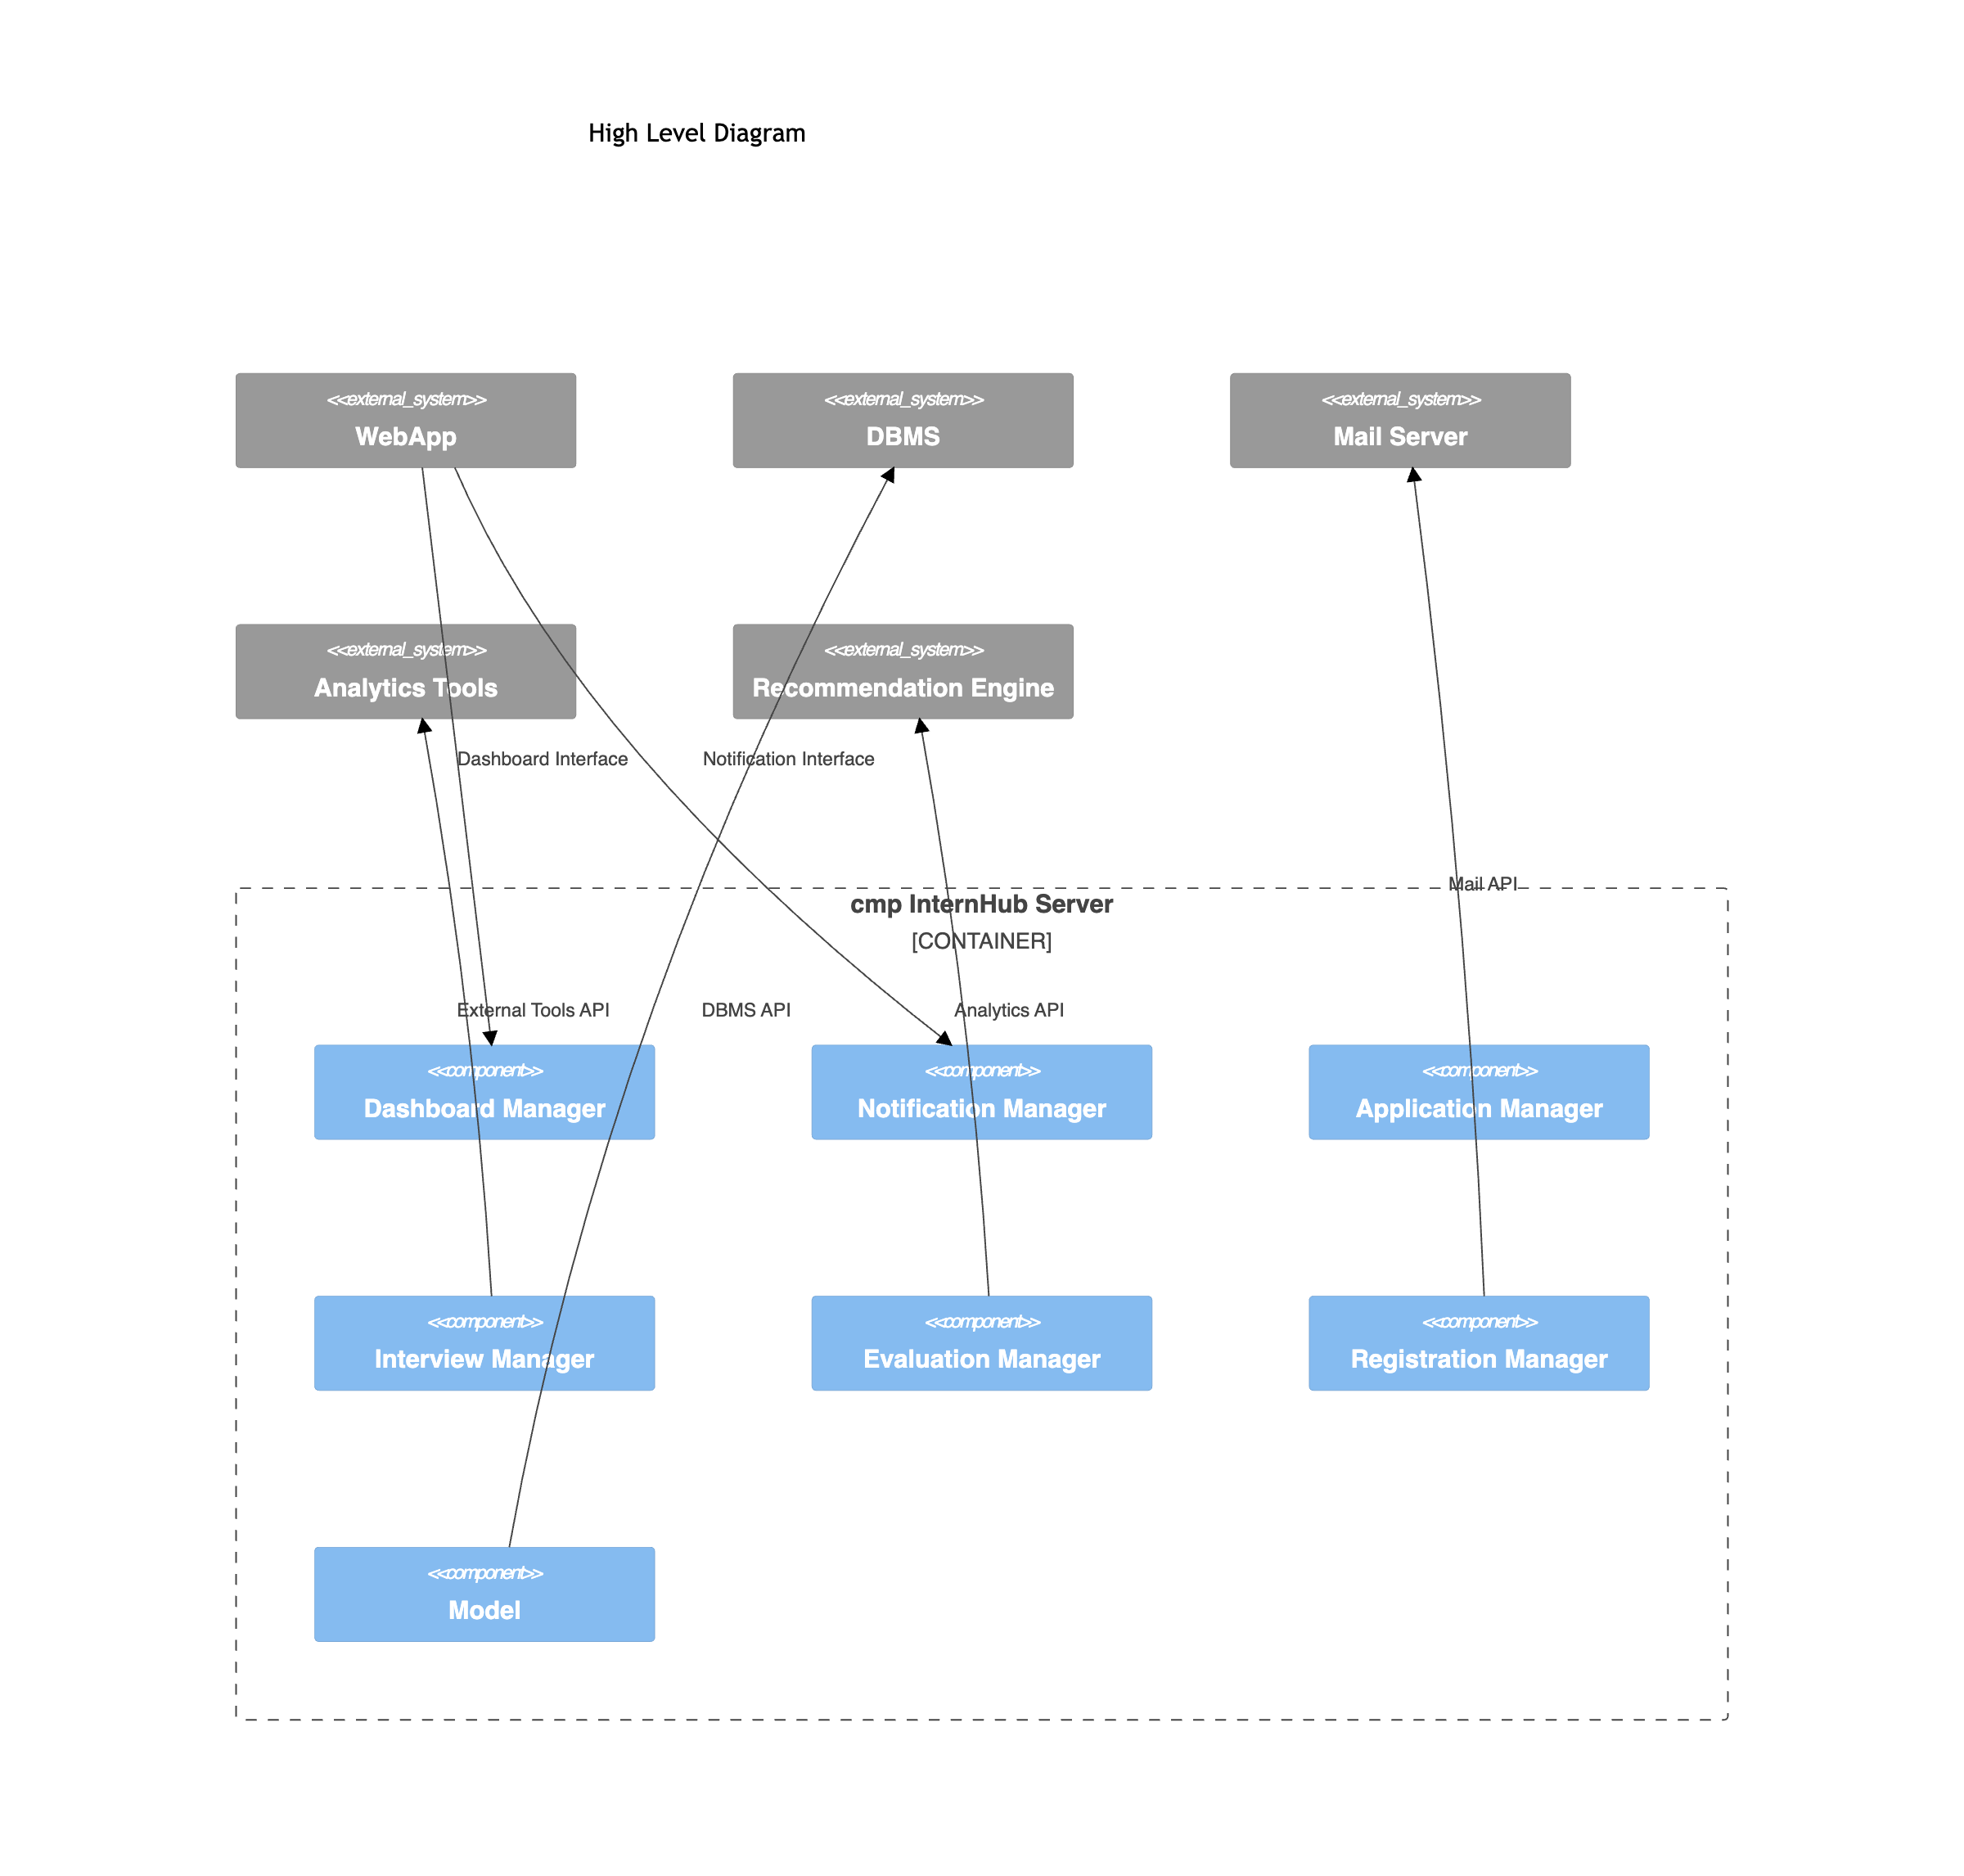 High Level Diagram
<<external_system>>
WebApp
<<external_system>>
DBMS
<<external_system>>
Mail Server
<<external_system>>
Analytics Tools
<<external_system>>
Recommendation Engine
Dashboard Interface
Notification Interface
Mail API
cmp InternHub Server
[CONTAINER]
External Tools API
DBMS API
Analytics API
<<component>>
Dashboard Manager
<<component>>
Notification Manager
<<component>>
Application Manager
<<component>>
Interview Manager
<<component>>
Evaluation Manager
<<component>>
Registration Manager
<<component>>
Model